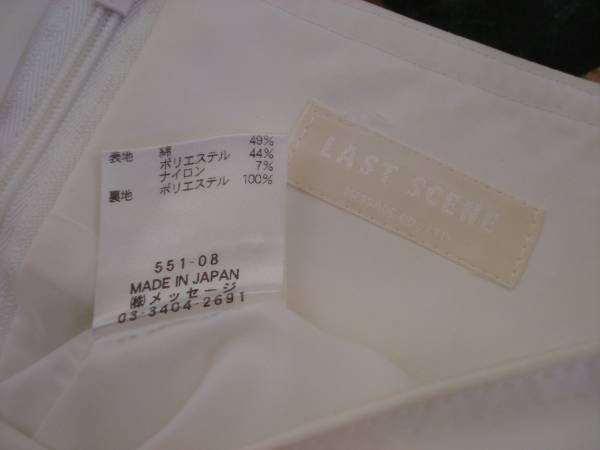 表地 綿 49%
ポリエステル 44%
ナイロン 7%
裏地 ポリエステル 100%
551-08
MADE IN JAPAN
㈱メッセージ
03-3404-2691
LAST SCENE
CO., LTD.